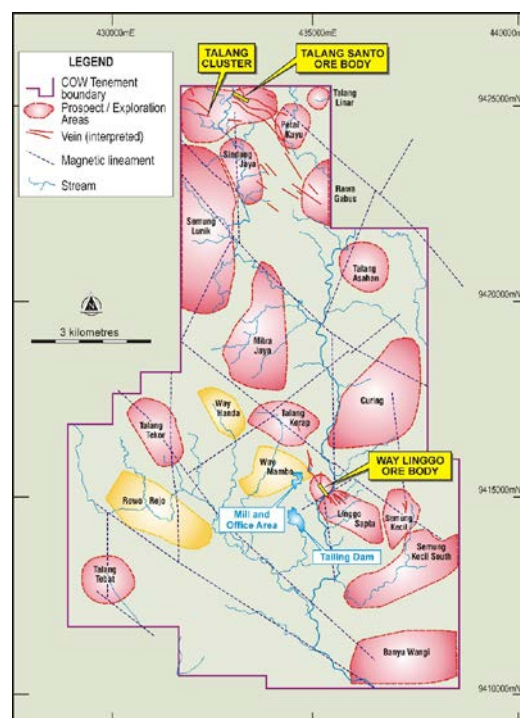 430000mE
435000mE
440000mE
LEGEND
COW Tenement
boundary
Prospect / Exploration
Areas
Vein (interpreted)
Magnetic lineament
Stream
TALANG
CLUSTER
TALANG SANTO
ORE BODY
Talang
Linar
9425000mN
Petai
Kayu
Sindang
Jaya
Rawa
Gabus
Semung
Lunik
Talang
Asahan
9420000mN
N
3 kilometres
Mitra
Jaya
Way
Handa
Talang
Kerap
Curing
Talang
Tekor
Way
Mambo
WAY LINGGO
ORE BODY
9415000mN
Rowo Rejo
Mill and
Office Area
Linggo
Sapta
Semung
Kecil
Tailing Dam
Semung
Kecil South
Talang
Tebat
Banyu Wangi
9410000mN